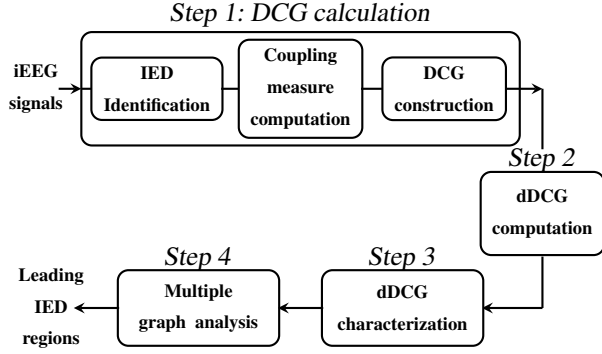 Step 1: DCG calculation
iEEG
signals
IED
Identification
Coupling
measure
computation
DCG
construction
Step 2
dDCG
computation
Step 3
dDCG
characterization
Step 4
Multiple
graph analysis
Leading
IED
regions